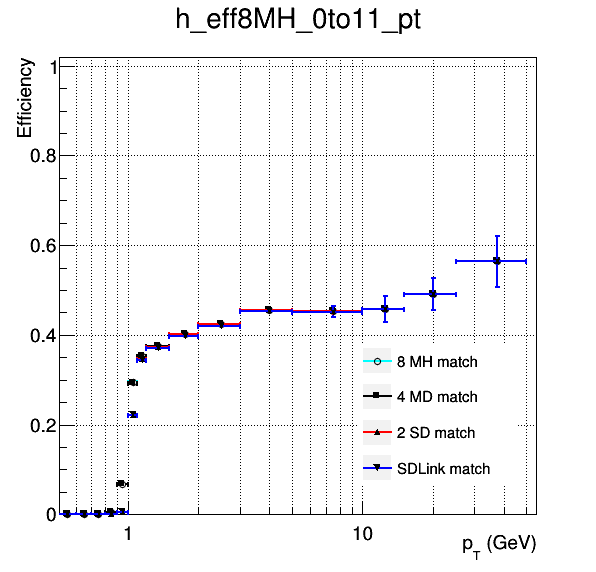 h_eff8MH_0to11_pt
Efficiency
1
0.8
0.6
0.4
0.2
0
8 MH match
4 MD match
2 SD match
SDLink match
1
10
p_T (GeV)